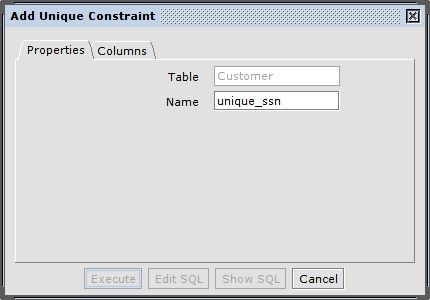 Add Unique Constraint
Properties Columns
Table Customer
Name unique_ssn
Execute Edit SQL Show SQL Cancel